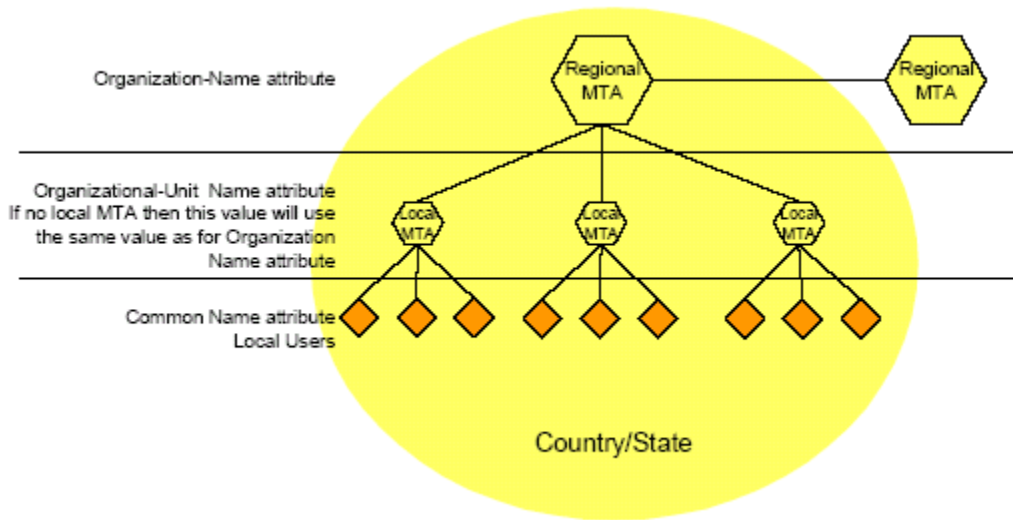 Organization-Name attribute
Regional
MTA
Regional
MTA
Organizational-Unit Name attribute
If no local MTA then this value will use
the same value as for Organization
Name attribute
Local
MTA
Local
MTA
Local
MTA
Common Name attribute
Local Users
Country/State